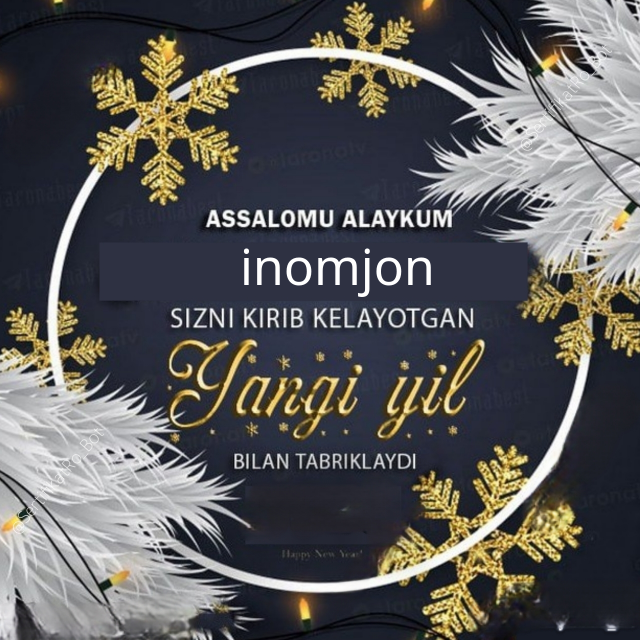 ASSALOMU ALAYKUM
inomjon
SIZNI KIRIB KELAYOTGAN
Yangi yil
BILAN TABRIKLAYDI
Happy New Year!